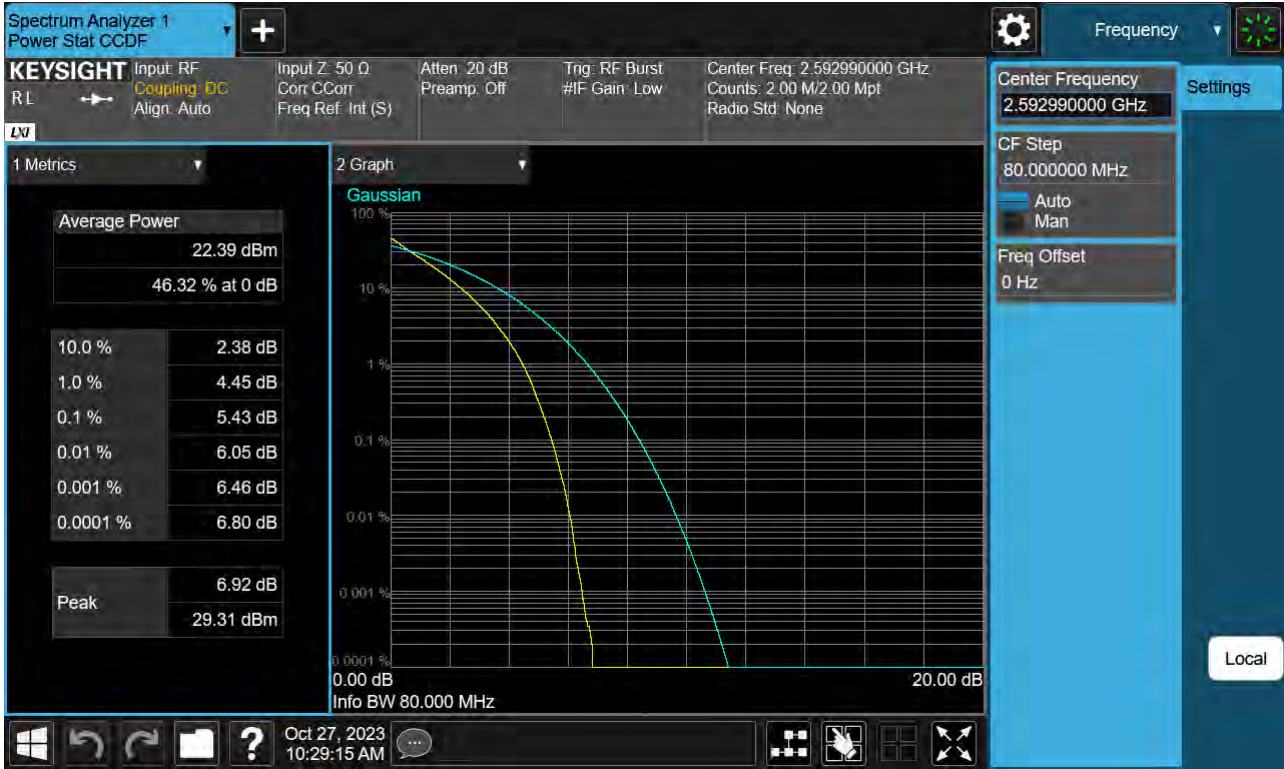 Spectrum Analyzer 1
Power Stat CCDF
+
Frequency
KEYSIGHT
RL
LXI
Input: RF
Coupling: DC
Align: Auto
Input Z: 50 Ω
Corr CCorr
Freq Ref: Int (S)
Atten: 20 dB
Preamp: Off
Trig: RF Burst
#IF Gain: Low
Center Freq: 2.592990000 GHz
Counts: 2.00 M/2.00 Mpt
Radio Std: None
Center Frequency
2.592990000 GHz
Settings
CF Step
80.000000 MHz
Auto
Man
Freq Offset
0 Hz
Local
1 Metrics
Average Power
22.39 dBm
46.32 % at 0 dB
10.0 % 2.38 dB
1.0 % 4.45 dB
0.1 % 5.43 dB
0.01 % 6.05 dB
0.001 % 6.46 dB
0.0001 % 6.80 dB
Peak
6.92 dB
29.31 dBm
2 Graph
Gaussian
100 %
10 %
1 %
0.1 %
0.01 %
0.001 %
0.0001 %
0.00 dB 20.00 dB
Info BW 80.000 MHz
?
Oct 27, 2023
10:29:15 AM